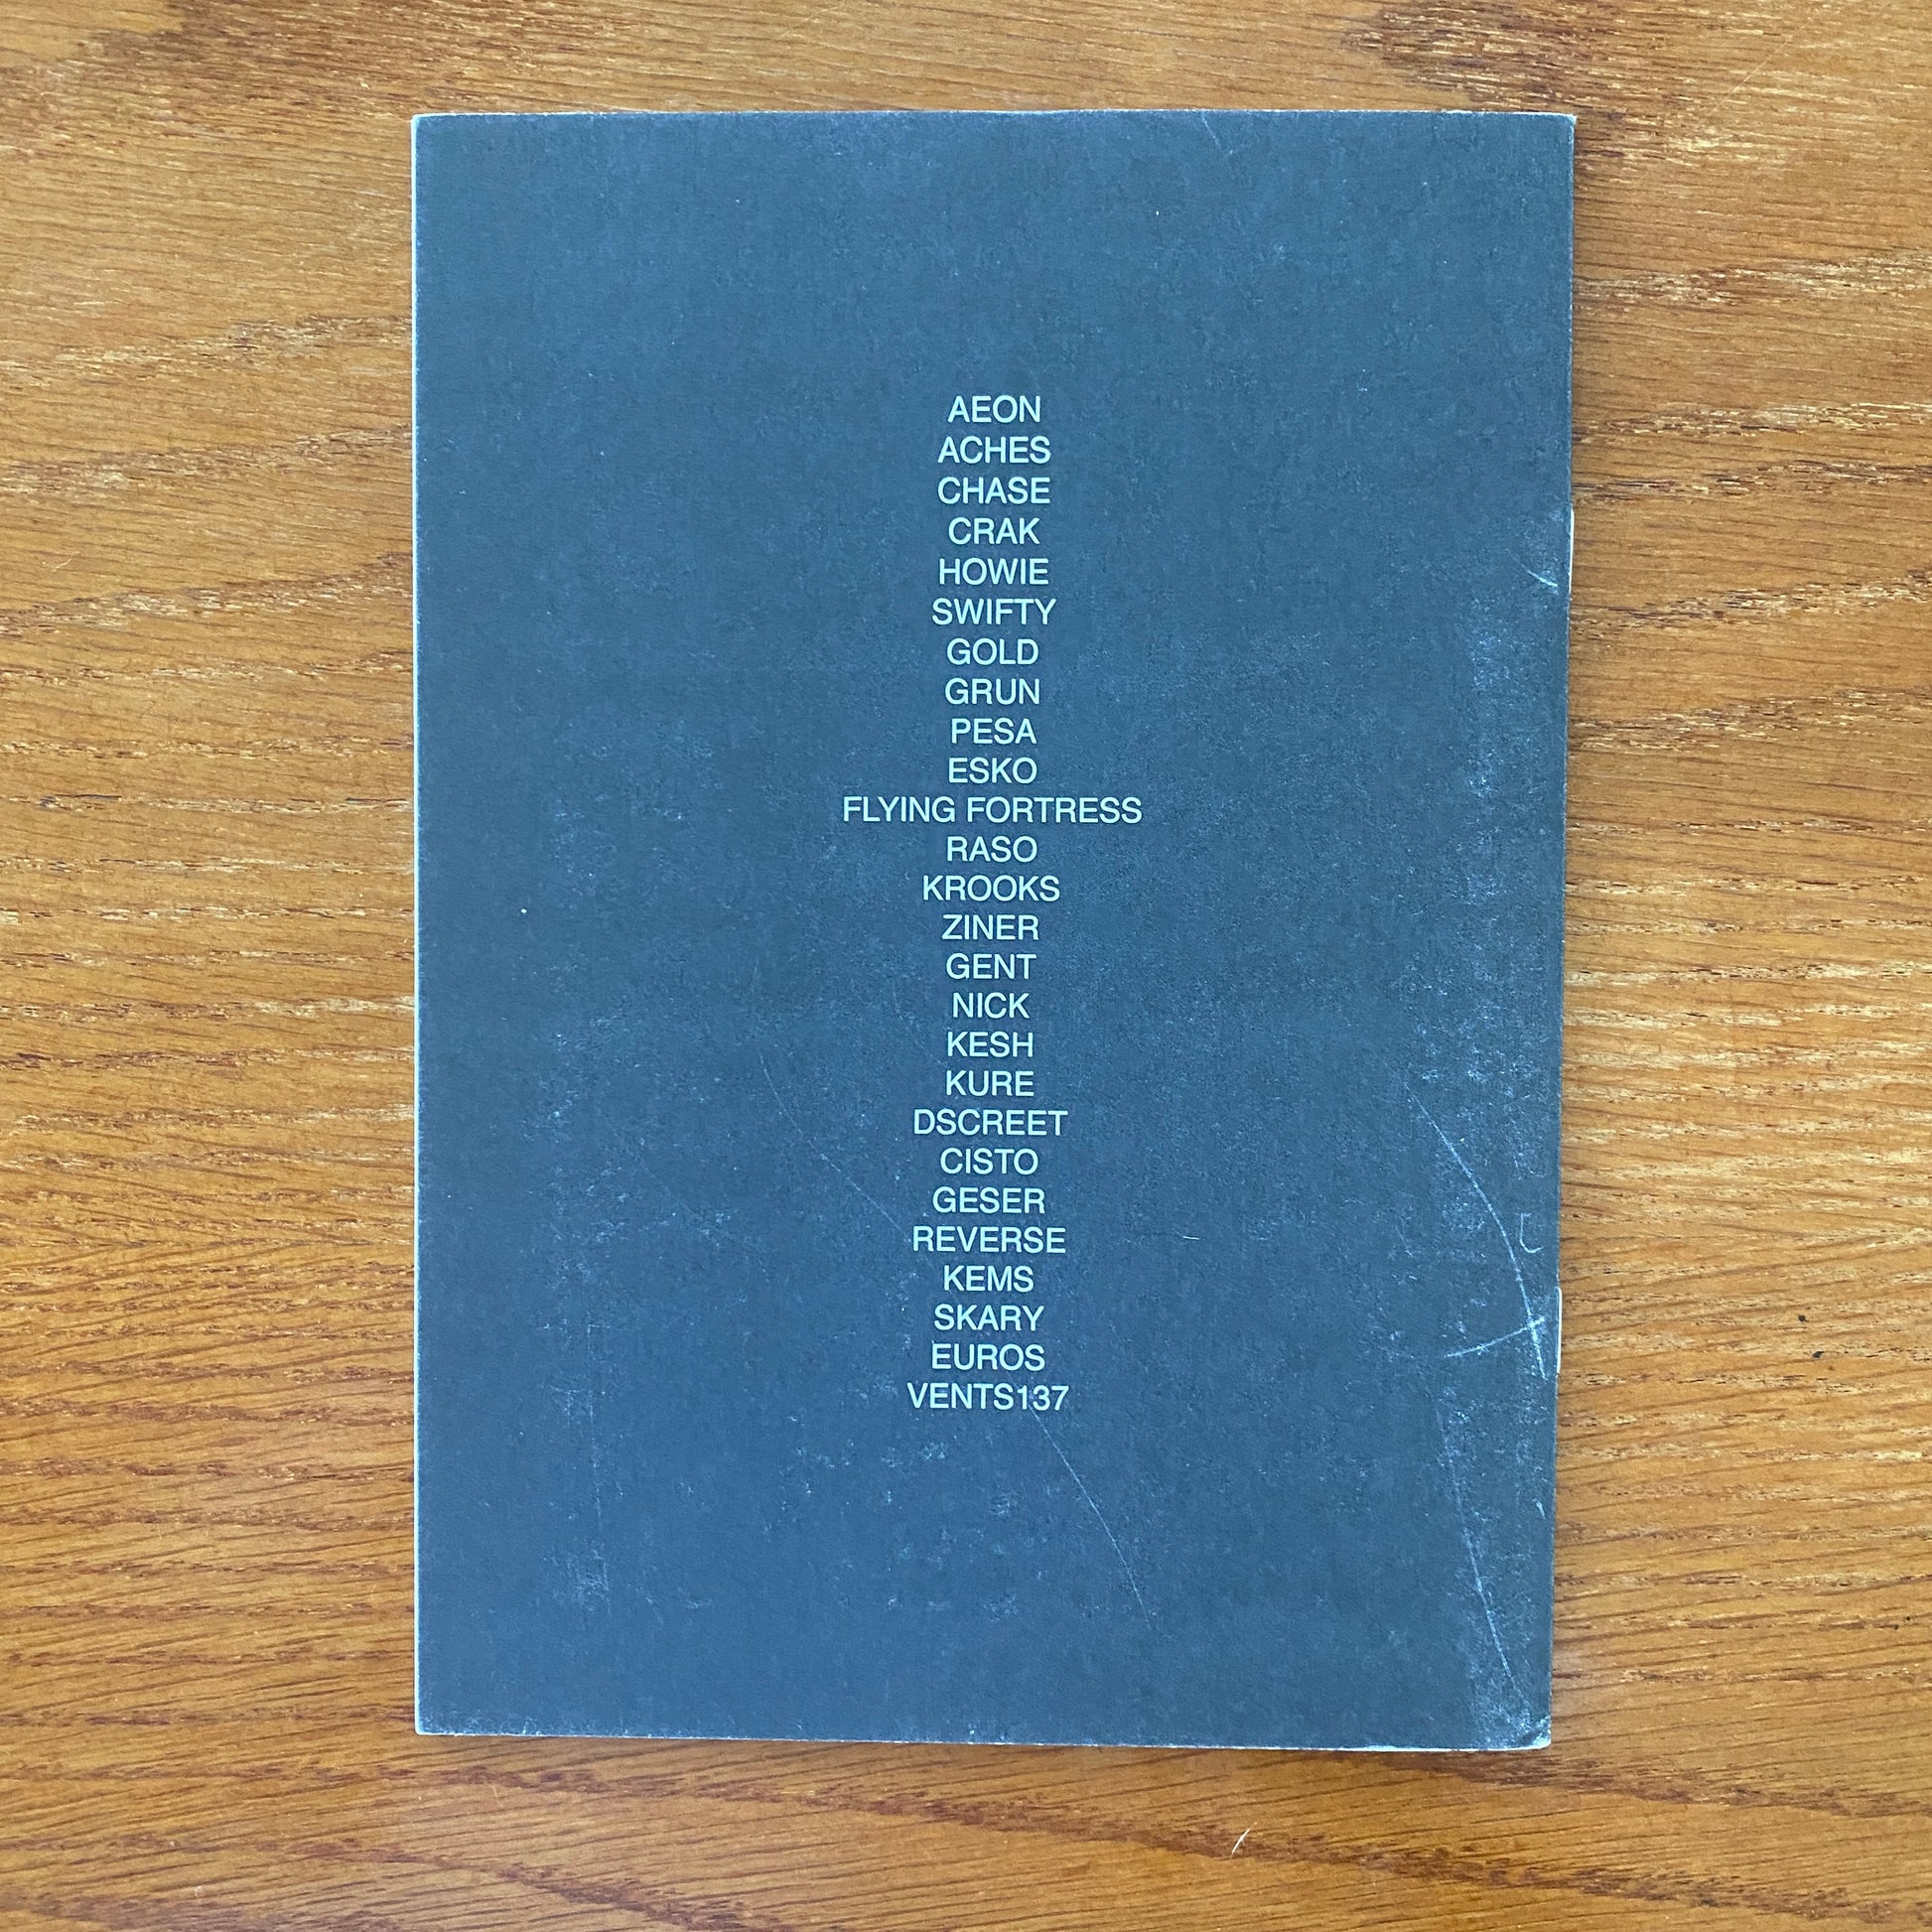 AEON
ACHES
CHASE
CRAK
HOWIE
SWIFTY
GOLD
GRUN
PESA
ESKO
FLYING FORTRESS
RASO
KROOKS
ZINER
GENT
NICK
KESH
KURE
DSCREET
CISTO
GESER
REVERSE
KEMS
SKARY
EUROS
VENTS137